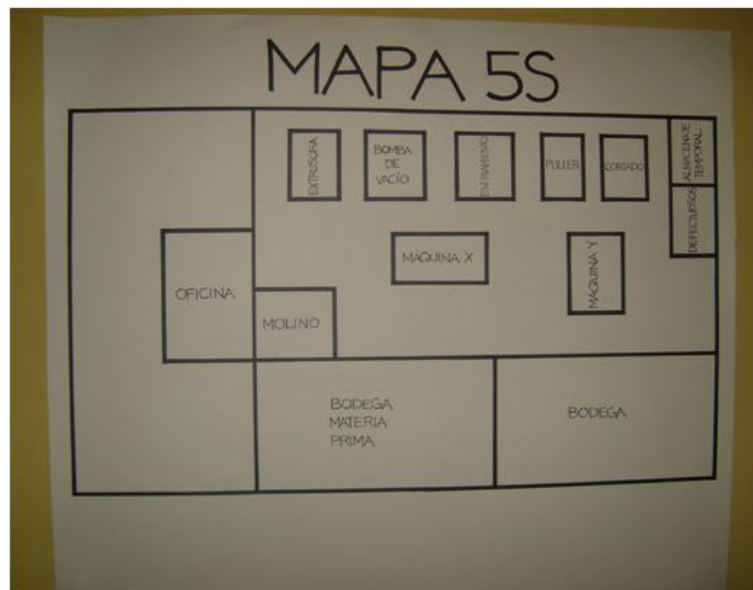 MAPA 5S
EXTRUSORA
BOMBA
DE
VACÍO
ENFRIAMIENTO
PULLER
CORTADO
ALMACEN DE
TEMPORAL
DEFECTUOSOS
MÁQUINA X
MÁQUINA Y
OFICINA
MOLINO
BODEGA
MATERIA
PRIMA
BODEGA